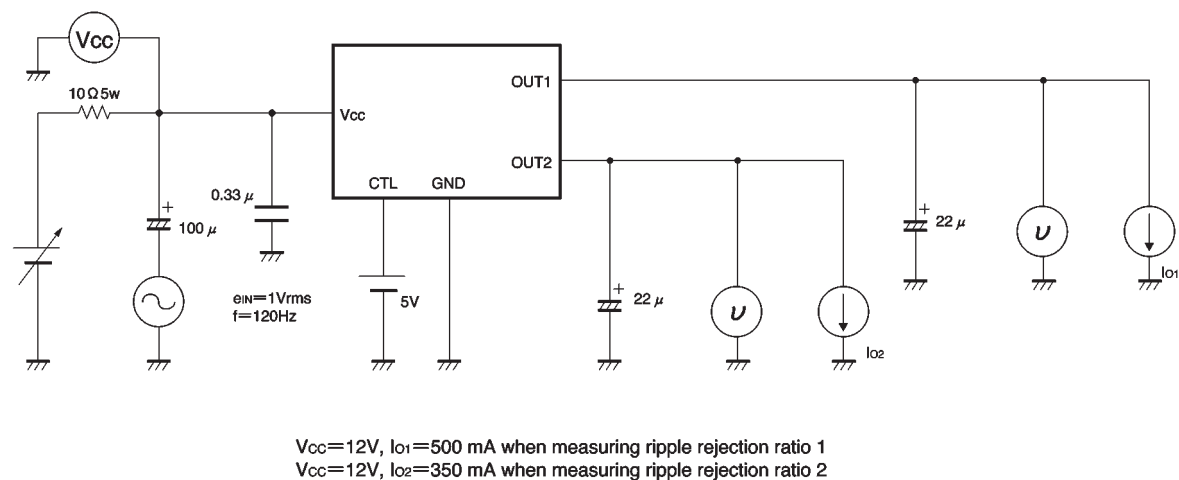 Vcc
10Ω5w
Vcc
OUT1
OUT2
CTL
GND
0.33 μ
+
100 μ
eIN=1Vrms
f=120Hz
5V
+
22 μ
υ
IO2
+
22 μ
υ
IO1
VCC=12V, IO1=500 mA when measuring ripple rejection ratio 1
VCC=12V, IO2=350 mA when measuring ripple rejection ratio 2